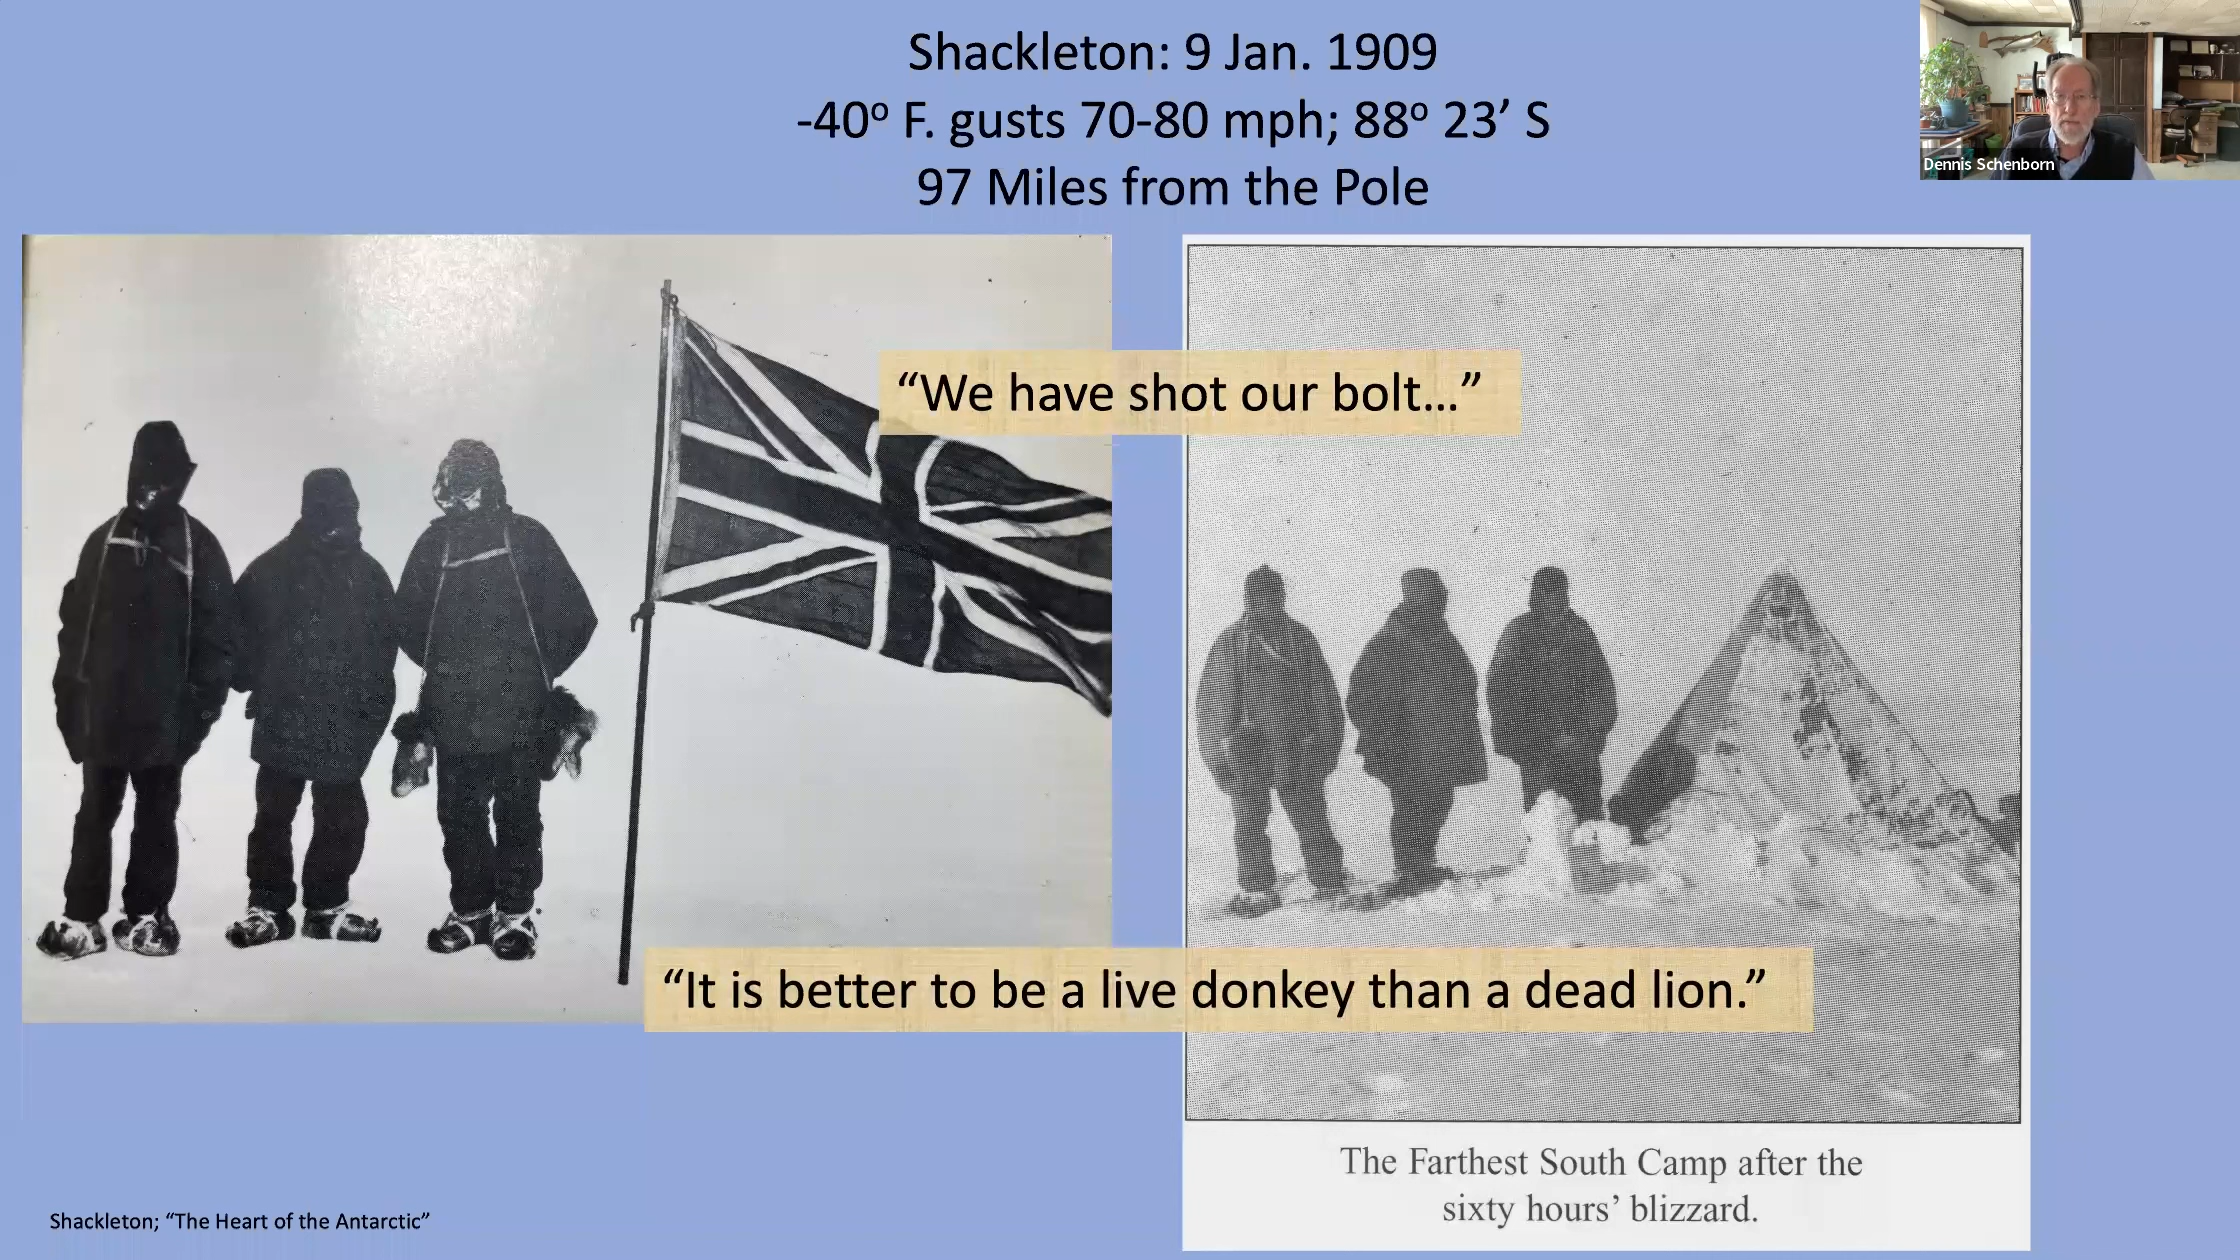 Shackleton: 9 Jan. 1909
-40º F. gusts 70-80 mph; 88º 23’ S
97 Miles from the Pole
Dennis Schenborn
“We have shot our bolt…”
“It is better to be a live donkey than a dead lion.”
The Farthest South Camp after the
sixty hours’ blizzard.
Shackleton; “The Heart of the Antarctic”